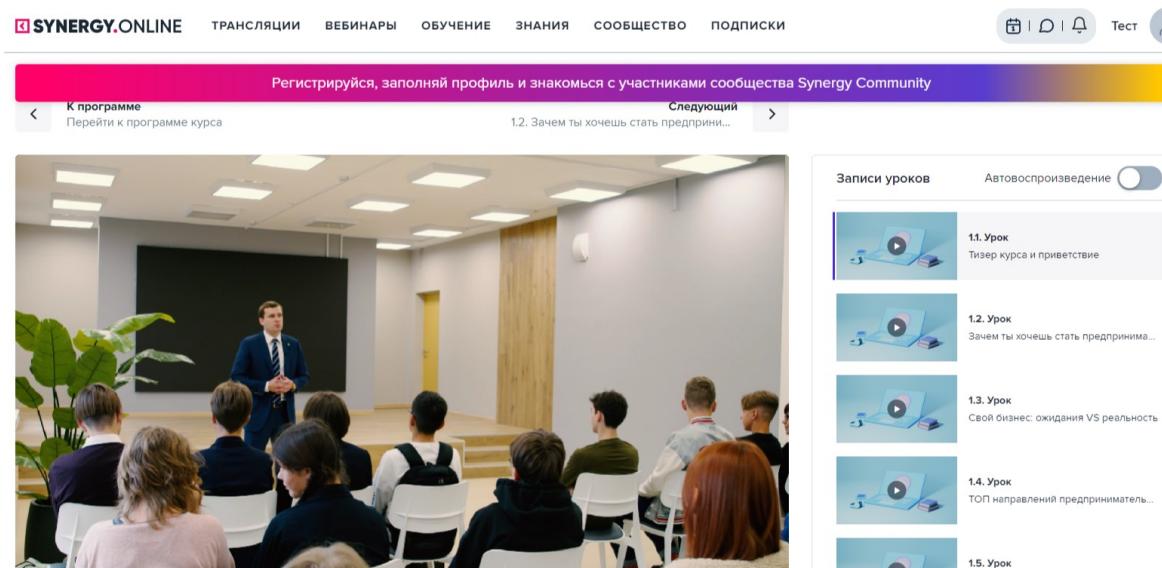 SYNERGY.ONLINE
ТРАНСЛЯЦИИ ВЕБИНАРЫ ОБУЧЕНИЕ ЗНАНИЯ СООБЩЕСТВО ПОДПИСКИ
Тест
Регистрируйся, заполняй профиль и знакомься с участниками сообщества Synergy Community
К программе
Перейти к программе курса
Следующий
1.2. Зачем ты хочешь стать предприни...
Записи уроков
Автовоспроизведение
1.1. Урок
Тизер курса и приветствие
1.2. Урок
Зачем ты хочешь стать предпринима...
1.3. Урок
Свой бизнес: ожидания VS реальность
1.4. Урок
ТОП направлений предприниматель...
1.5. Урок